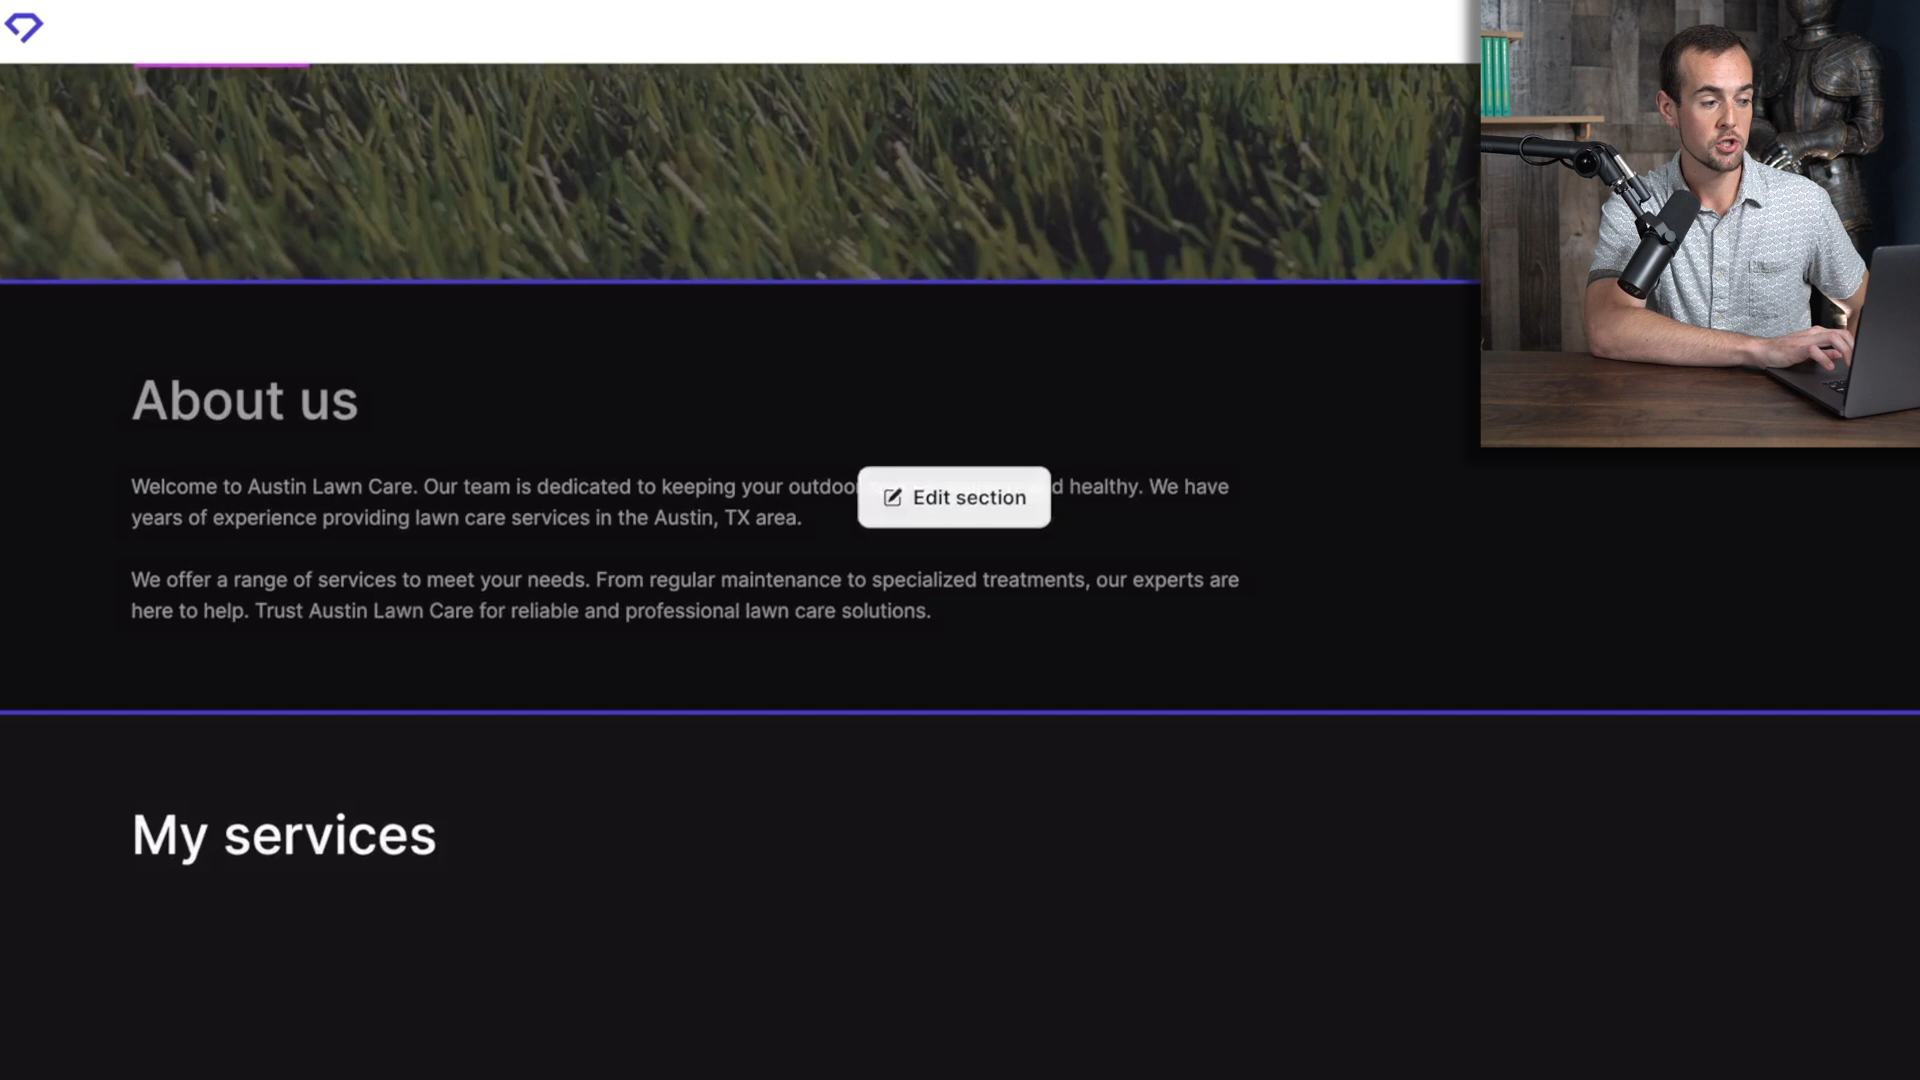 About us
Welcome to Austin Lawn Care. Our team is dedicated to keeping your outdoor d healthy. We have
Edit section
years of experience providing lawn care services in the Austin, TX area.
We offer a range of services to meet your needs. From regular maintenance to specialized treatments, our experts are
here to help. Trust Austin Lawn Care for reliable and professional lawn care solutions.
My services